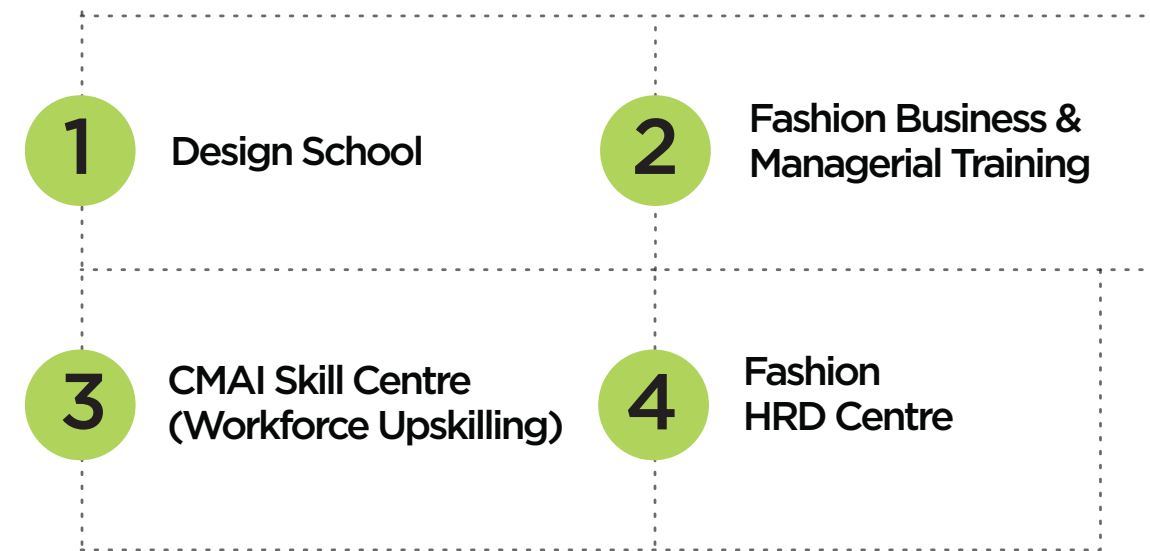 1
Design School
2
Fashion Business &
Managerial Training
3
CMAI Skill Centre
(Workforce Upskilling)
4
Fashion
HRD Centre